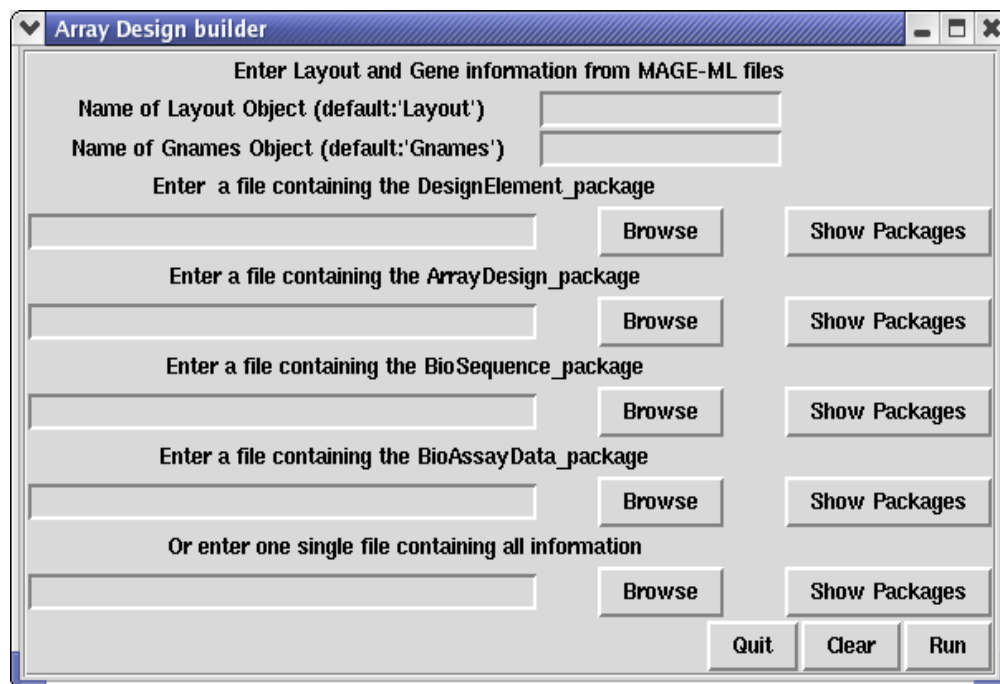 Array Design builder
Enter Layout and Gene information from MAGE-ML files
Name of Layout Object (default:'Layout')
Name of Gnames Object (default:'Gnames')
Enter a file containing the DesignElement_package
Browse Show Packages
Enter a file containing the ArrayDesign_package
Browse Show Packages
Enter a file containing the BioSequence_package
Browse Show Packages
Enter a file containing the BioAssayData_package
Browse Show Packages
Or enter one single file containing all information
Browse Show Packages
Quit Clear Run